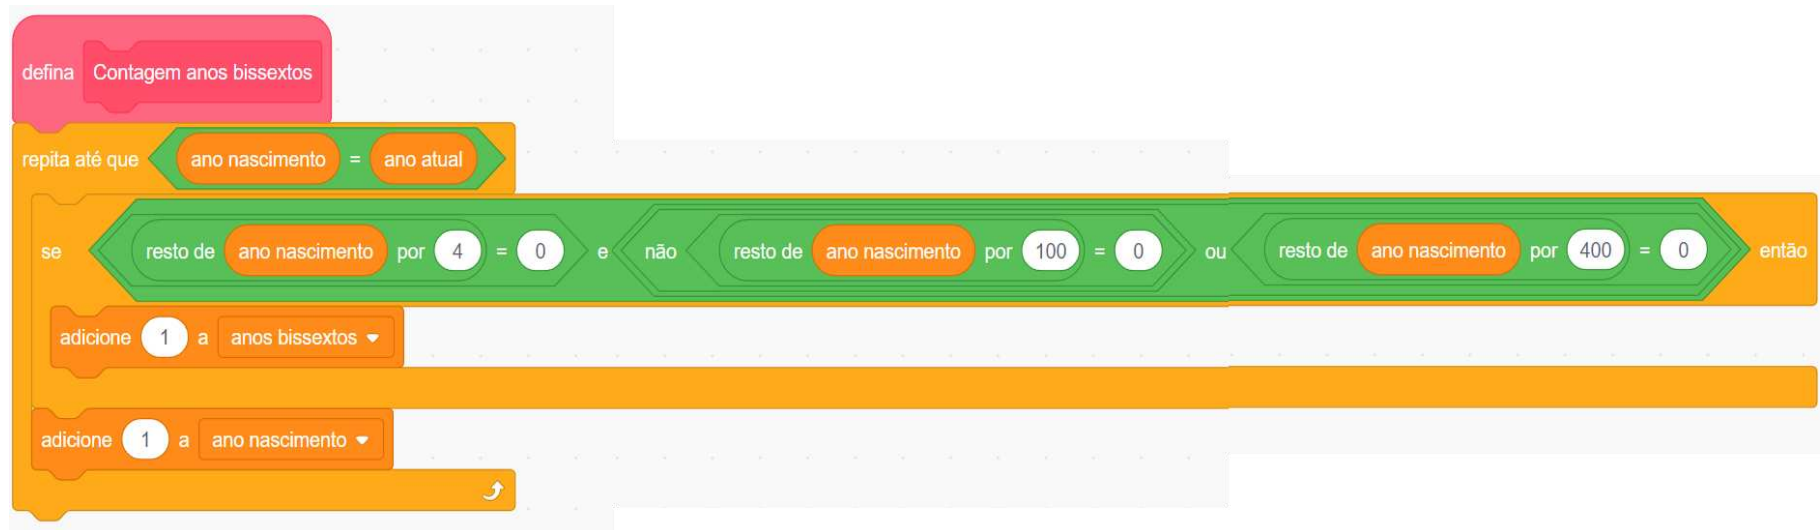 defina Contagem anos bissextos
repita até que ano nascimento = ano atual
se resto de ano nascimento por 4 = 0 e não resto de ano nascimento por 100 = 0 ou resto de ano nascimento por 400 = 0 então
adicione 1 a anos bissextos
adicione 1 a ano nascimento